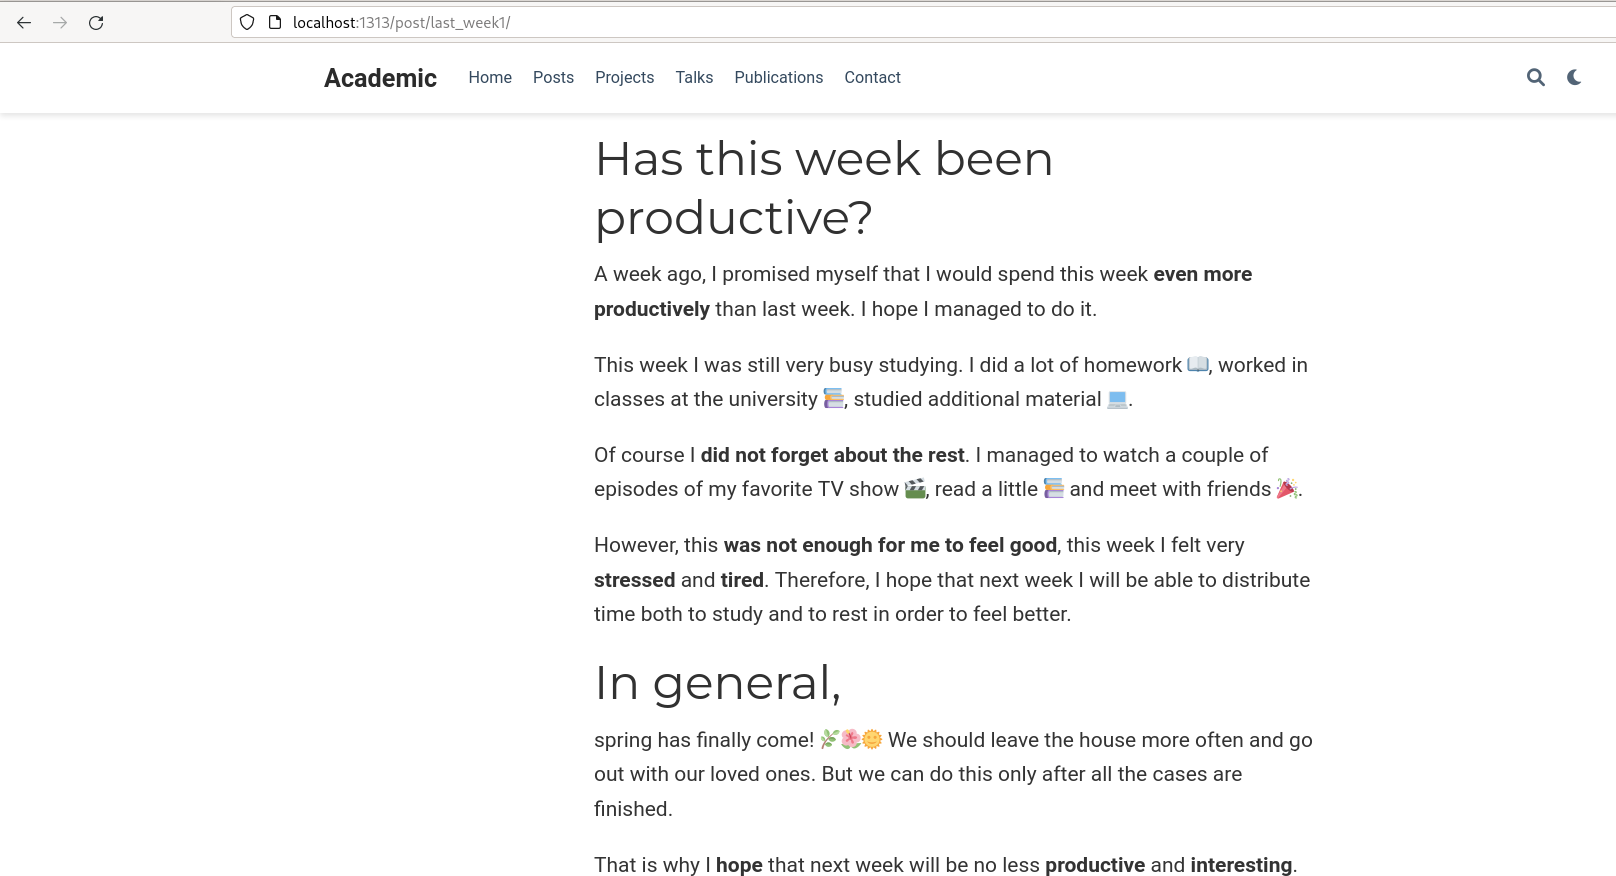 localhost:1313/post/last_week1/
Academic Home Posts Projects Talks Publications Contact
Has this week been
productive?
A week ago, I promised myself that I would spend this week even more
productively than last week. I hope I managed to do it.
This week I was still very busy studying. I did a lot of homework 📖, worked in
classes at the university 📚, studied additional material 💻.
Of course I did not forget about the rest. I managed to watch a couple of
episodes of my favorite TV show 🎬, read a little 📚 and meet with friends 🎉.
However, this was not enough for me to feel good, this week I felt very
stressed and tired. Therefore, I hope that next week I will be able to distribute
time both to study and to rest in order to feel better.
In general,
spring has finally come! 🌿🌺🌞 We should leave the house more often and go
out with our loved ones. But we can do this only after all the cases are
finished.
That is why I hope that next week will be no less productive and interesting.